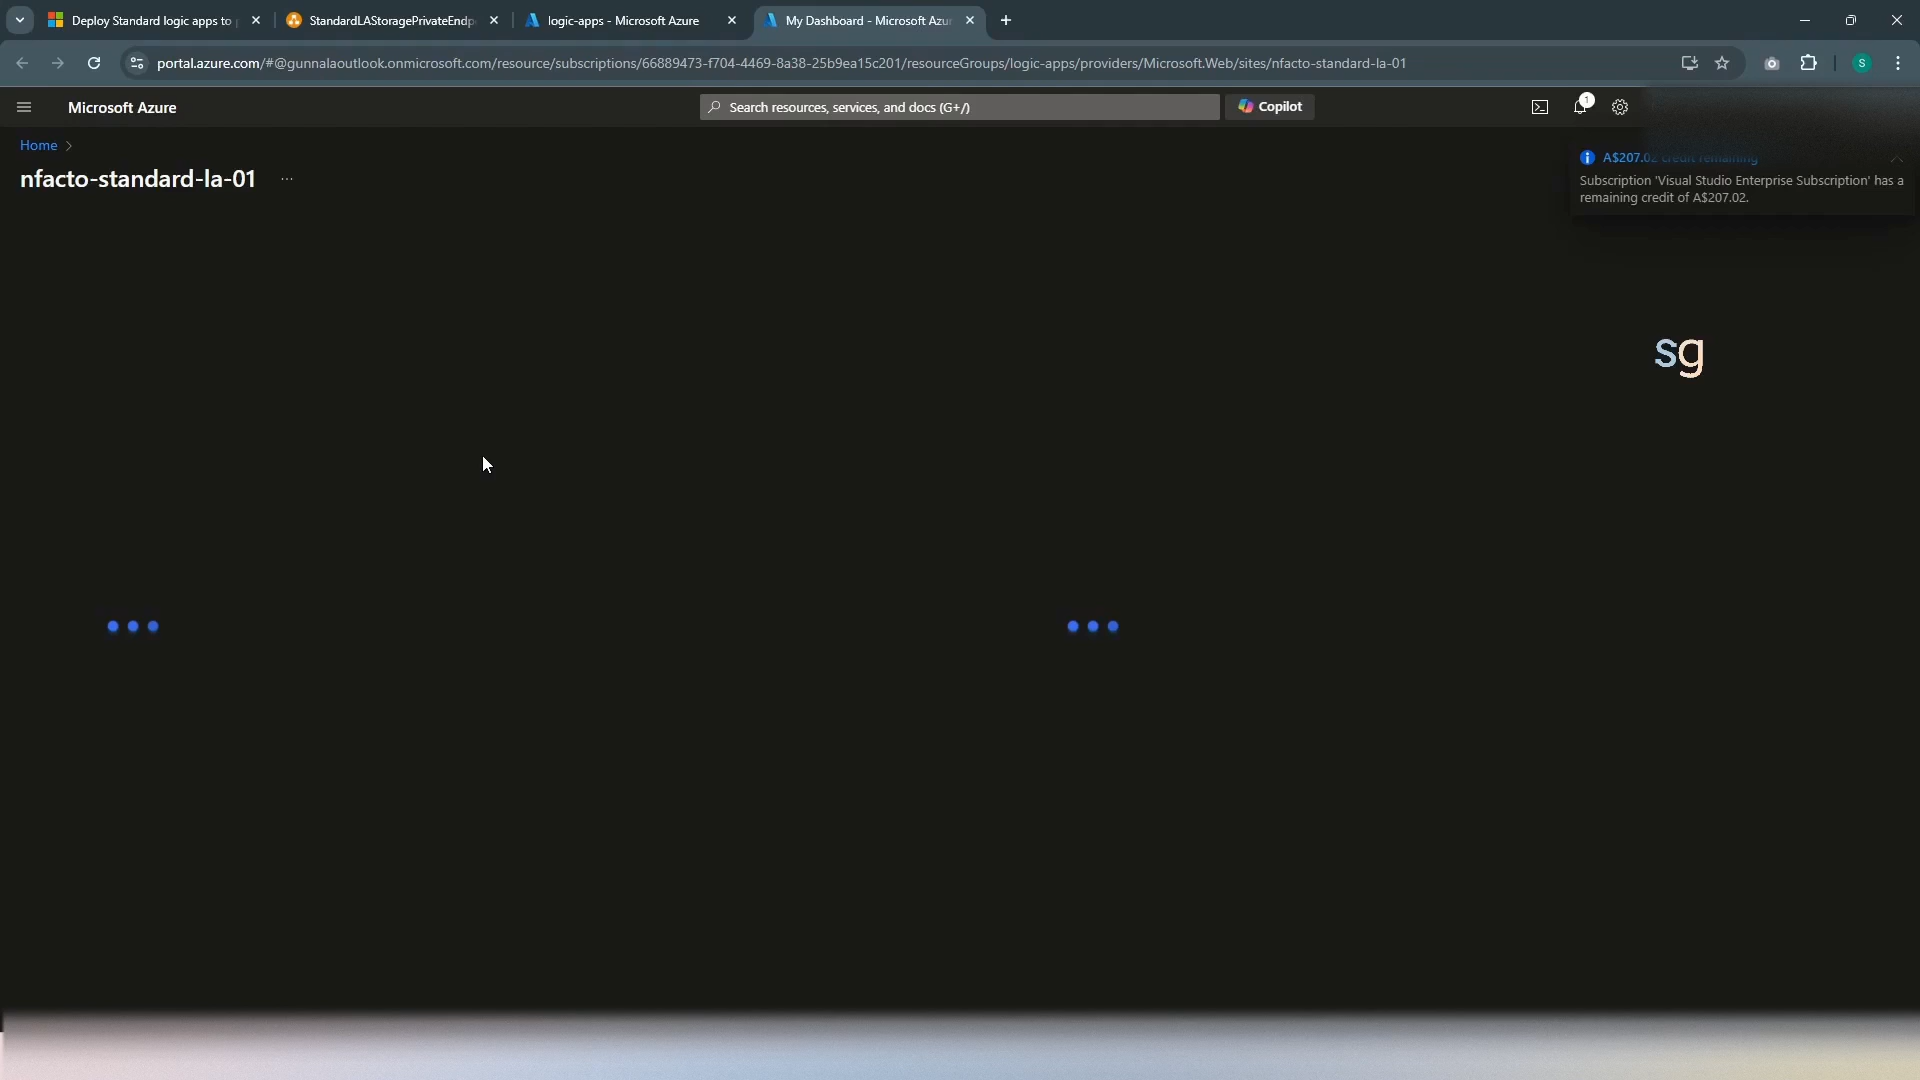 Deploy Standard logic apps to
StandardLAStoragePrivateEndp
logic-apps - Microsoft Azure
My Dashboard - Microsoft Azu
portal.azure.com/#@gunnalaoutlook.onmicrosoft.com/resource/subscriptions/66889473-f704-4469-8a38-25b9ea15c201/resourceGroups/logic-apps/providers/Microsoft.Web/sites/nfacto-standard-la-01
S
Microsoft Azure
Search resources, services, and docs (G+/)
Copilot
1
Home >
nfacto-standard-la-01 ...
A$207.02 credit remaining
Subscription 'Visual Studio Enterprise Subscription' has a
remaining credit of A$207.02.
sg